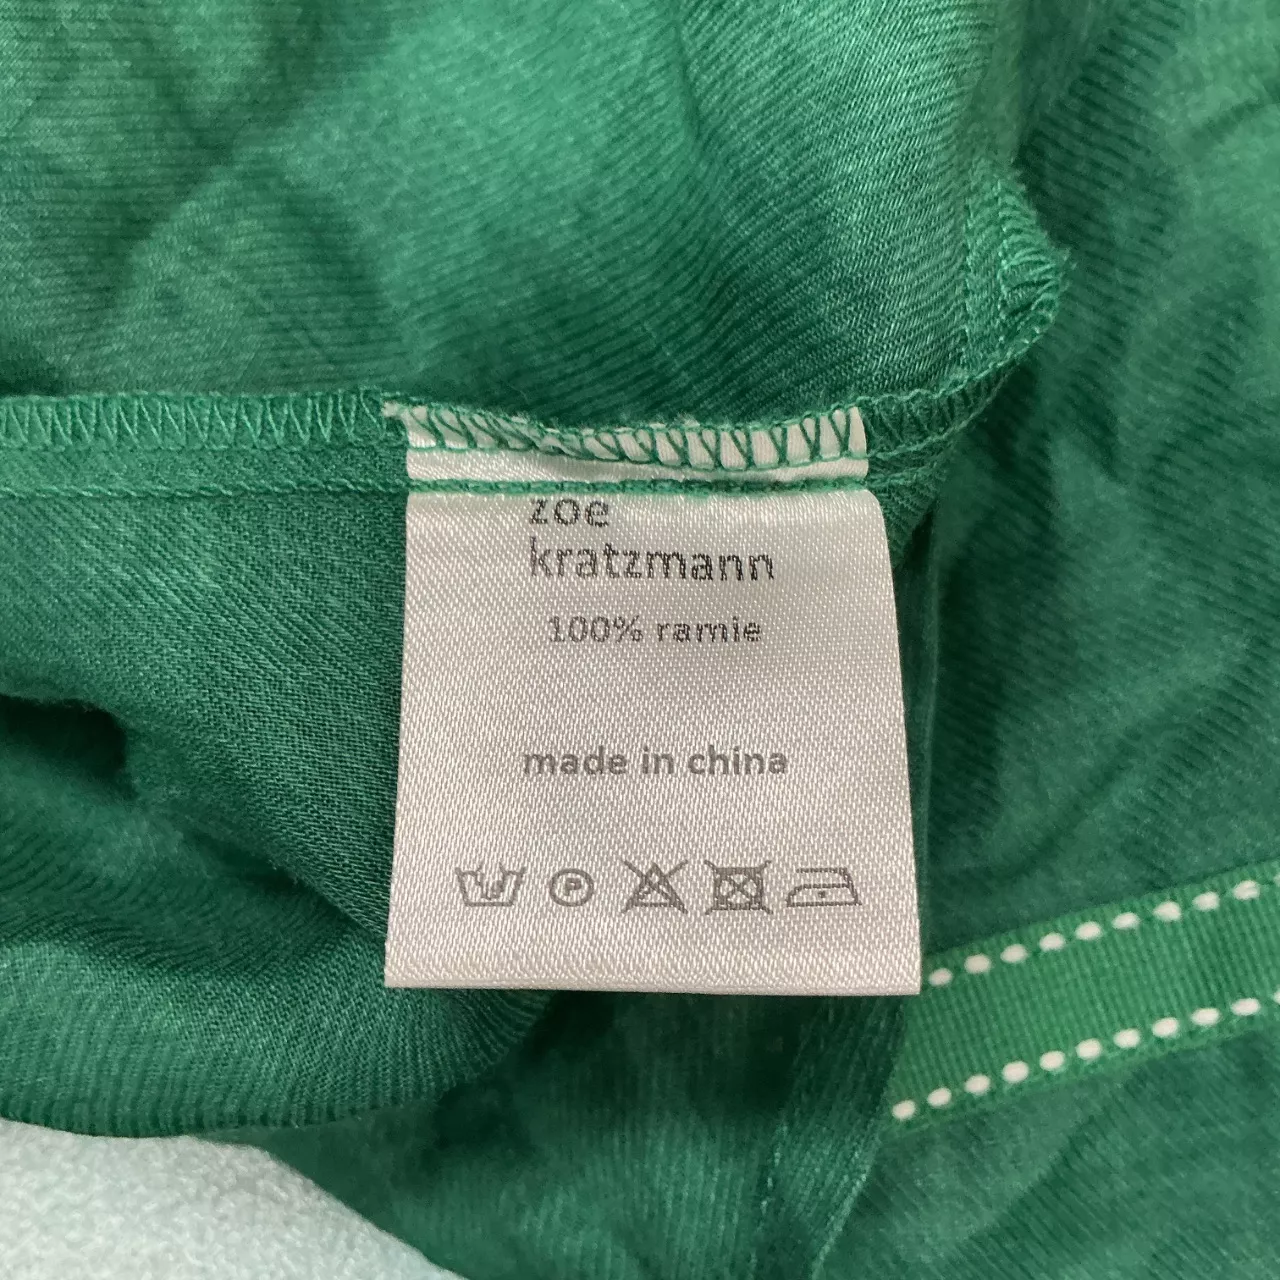 zoe
kratzmann
100% ramie
made in china
P